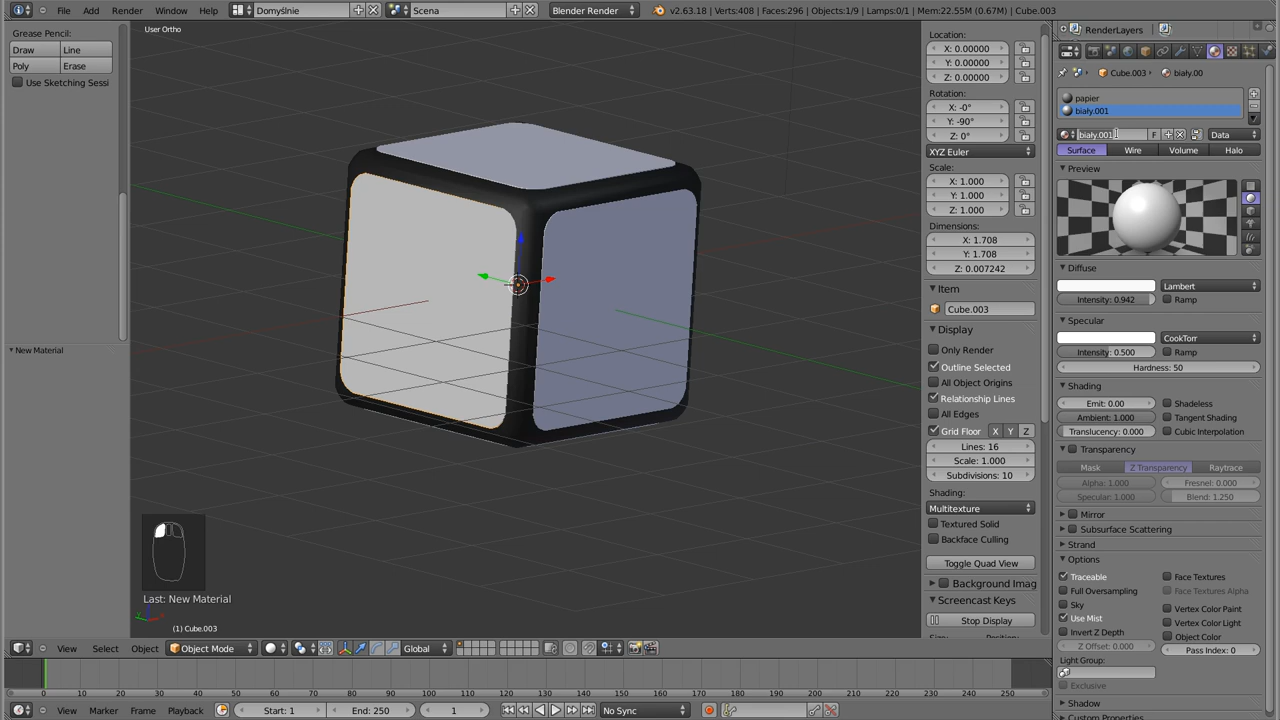 File Add Render Window Help Domyślnie Scena Blender Render v2.63.18 | Verts:408 | Faces:296 | Objects:1/9 | Lamps:0/1 | Mem:22.55M (0.67M) | Cube.003
Grease Pencil:
Draw Line
Poly Erase
Use Sketching Sessi
New Material
User Ortho
Last: New Material
(1) Cube.003
Location:
X: 0.00000
Y: 0.00000
Z: 0.00000
Rotation:
X: -0°
Y: -90°
Z: 0°
XYZ Euler
Scale:
X: 1.000
Y: 1.000
Z: 1.000
Dimensions:
X: 1.708
Y: 1.708
Z: 0.007242
Item
Cube.003
Display
Only Render
Outline Selected
All Object Origins
Relationship Lines
All Edges
Grid Floor X Y Z
Lines: 16
Scale: 1.000
Subdivisions: 10
Shading:
Multitexture
Textured Solid
Backface Culling
Toggle Quad View
Background Imag
Screencast Keys
Stop Display
RenderLayers
Cube.003 biały.00
papier
biały.001
biały.001 F Data
Surface Wire Volume Halo
Preview
Diffuse
Lambert
Intensity: 0.942 Ramp
Specular
CookTorr
Intensity: 0.500 Ramp
Hardness: 50
Shading
Emit: 0.00 Shadeless
Ambient: 1.000 Tangent Shading
Translucency: 0.000 Cubic Interpolation
Transparency
Mask Z Transparency Raytrace
Alpha: 1.000 Fresnel: 0.000
Specular: 1.000 Blend: 1.250
Mirror
Subsurface Scattering
Strand
Options
Traceable Face Textures
Full Oversampling Face Textures Alpha
Sky Vertex Color Paint
Use Mist Vertex Color Light
Invert Z Depth Object Color
Z Offset: 0.000 Pass Index: 0
Light Group:
Exclusive
Shadow
Custom Properties
View Select Object Object Mode Global
0 10 20 30 40 50 60 70 80 90 100 110 120 130 140 150 160 170 180 190 200 210 220 230 240 250
View Marker Frame Playback Start: 1 End: 250 1 No Sync